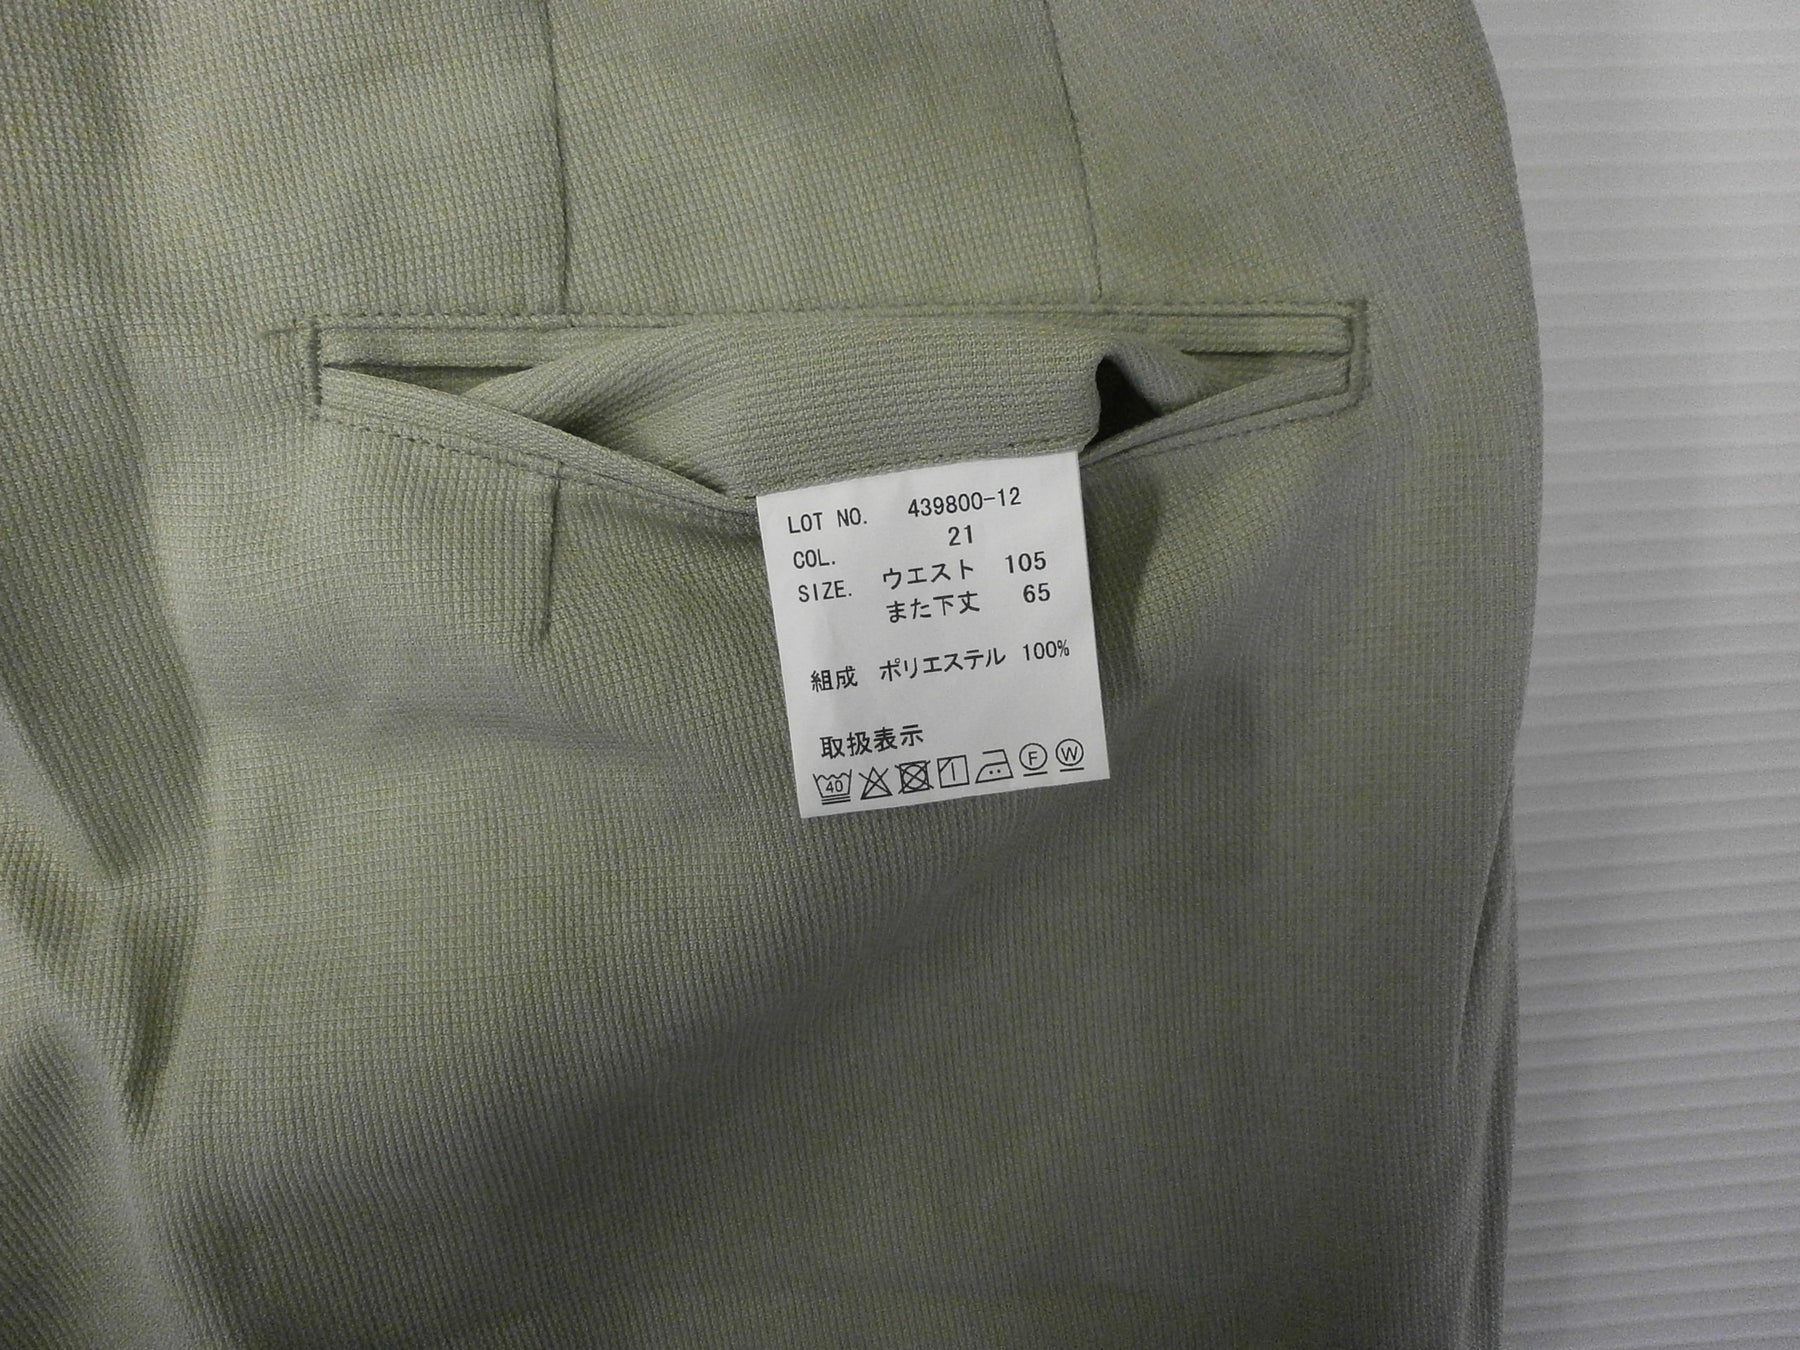 LOT NO. 439800-12
COL. 21
SIZE. ウエスト 105
また下丈 65
組成 ポリエステル 100%
取扱表示
40 F W